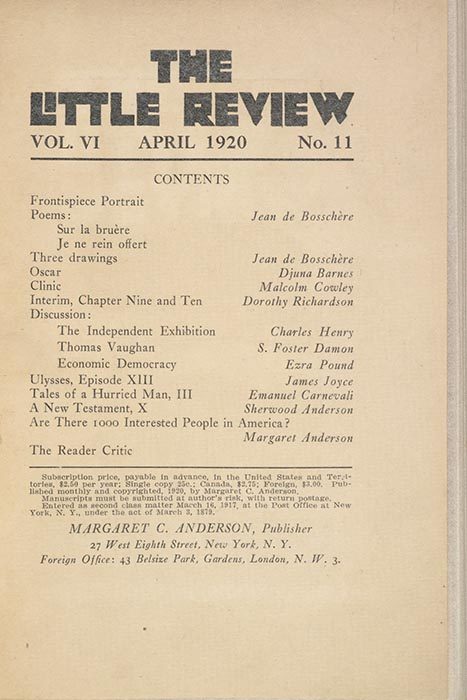 THE
LITTLE REVIEW
VOL. VI APRIL 1920 No. 11
CONTENTS
Frontispiece Portrait
Poems: Jean de Bosschère
Sur la bruère
Je ne rein offert
Three drawings Jean de Bosschère
Oscar Djuna Barnes
Clinic Malcolm Cowley
Interim, Chapter Nine and Ten Dorothy Richardson
Discussion:
The Independent Exhibition Charles Henry
Thomas Vaughan S. Foster Damon
Economic Democracy Ezra Pound
Ulysses, Episode XIII James Joyce
Tales of a Hurried Man, III Emanuel Carnevali
A New Testament, X Sherwood Anderson
Are There 1000 Interested People in America?
Margaret Anderson
The Reader Critic
Subscription price, payable in advance, in the United States and Terri-
tories, $2.50 per year; Single copy 25c.; Canada, $2.75; Foreign, $3.00. Pub-
lished monthly and copyrighted, 1920, by Margaret C. Anderson.
Manuscripts must be submitted at author's risk, with return postage.
Entered as second class matter March 16, 1917, at the Post Office at New
York, N. Y., under the act of March 3, 1879.
MARGARET C. ANDERSON, Publisher
27 West Eighth Street, New York, N. Y.
Foreign Office: 43 Belsize Park, Gardens, London, N. W. 3.